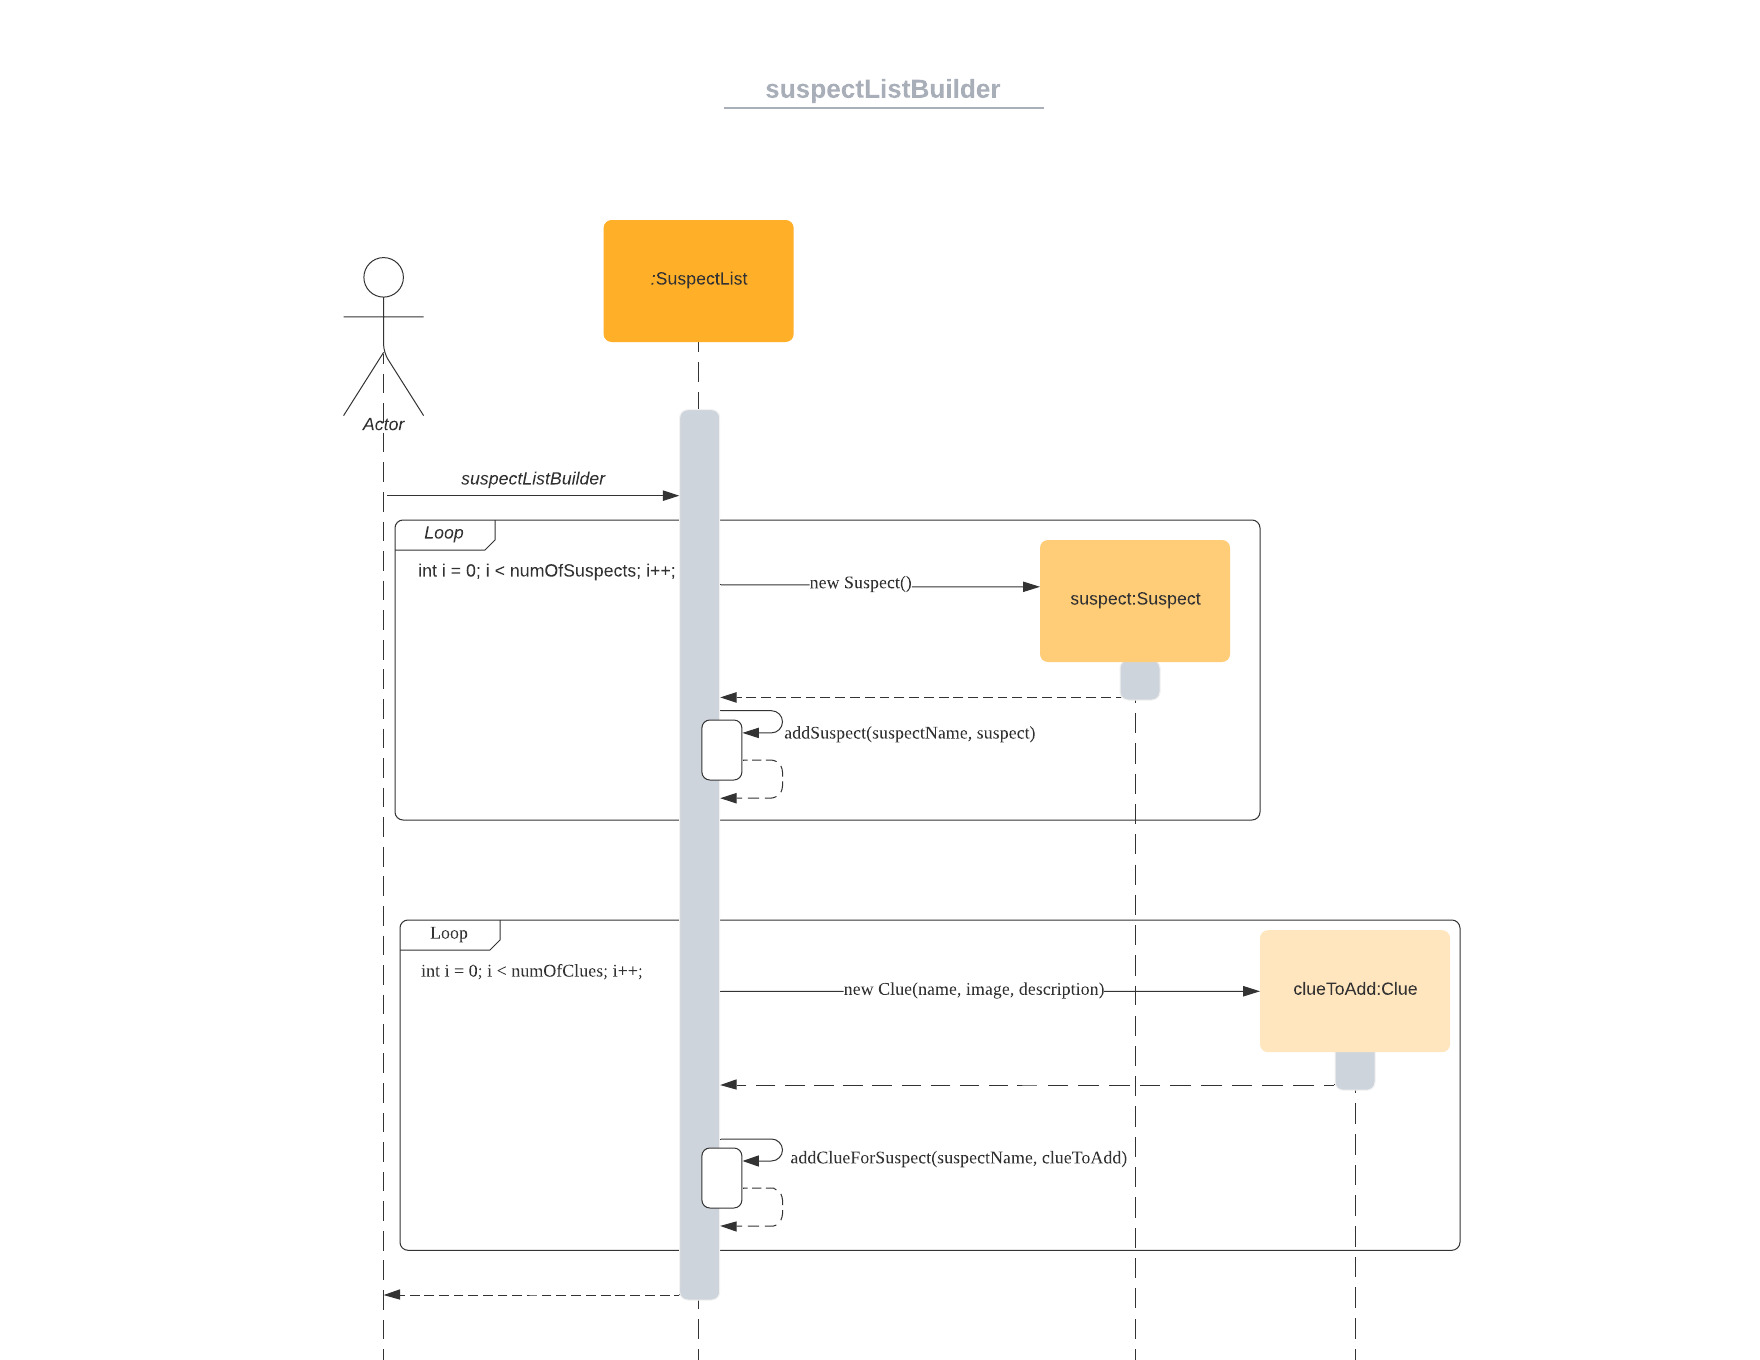 suspectListBuilder
:SuspectList
Actor
suspectListBuilder
Loop
int i = 0; i < numOfSuspects; i++;
new Suspect()
suspect:Suspect
addSuspect(suspectName, suspect)
Loop
int i = 0; i < numOfClues; i++;
new Clue(name, image, description)
clueToAdd:Clue
addClueForSuspect(suspectName, clueToAdd)